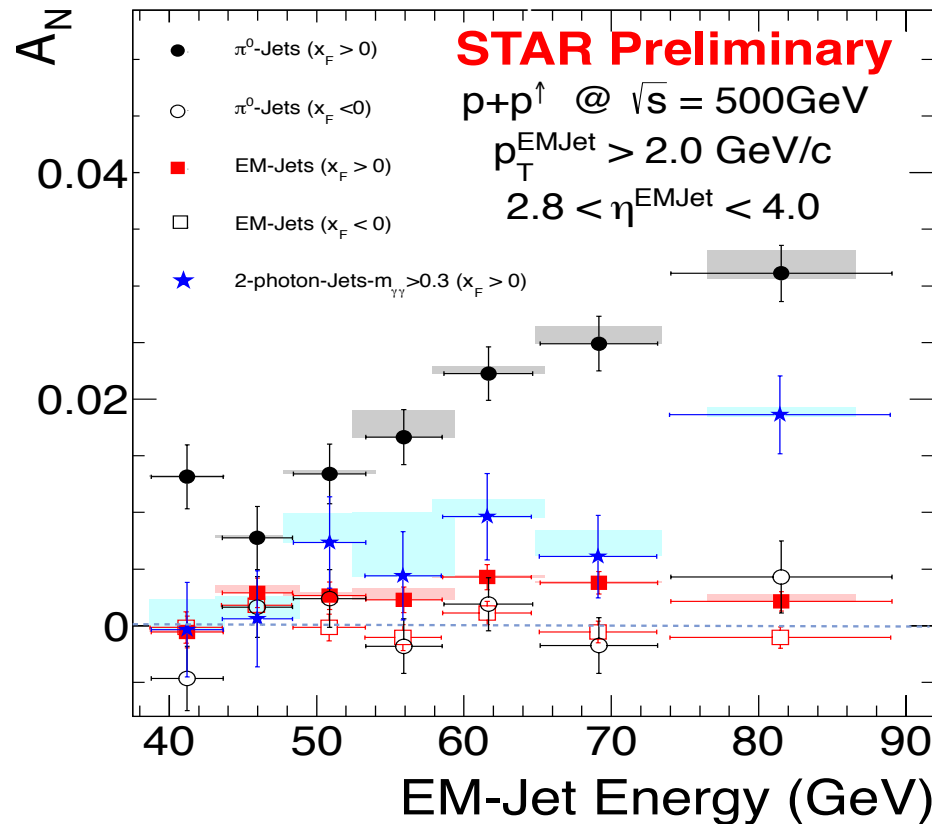 A_N
π⁰-Jets (x_F > 0)
π⁰-Jets (x_F <0)
EM-Jets (x_F > 0)
EM-Jets (x_F < 0)
2-photon-Jets-m_γγ>0.3 (x_F > 0)
STAR Preliminary
p+p↑ @ √s = 500GeV
p_T^EMJet > 2.0 GeV/c
2.8 < η^EMJet < 4.0
0.04
0.02
0
40 50 60 70 80 90
EM-Jet Energy (GeV)